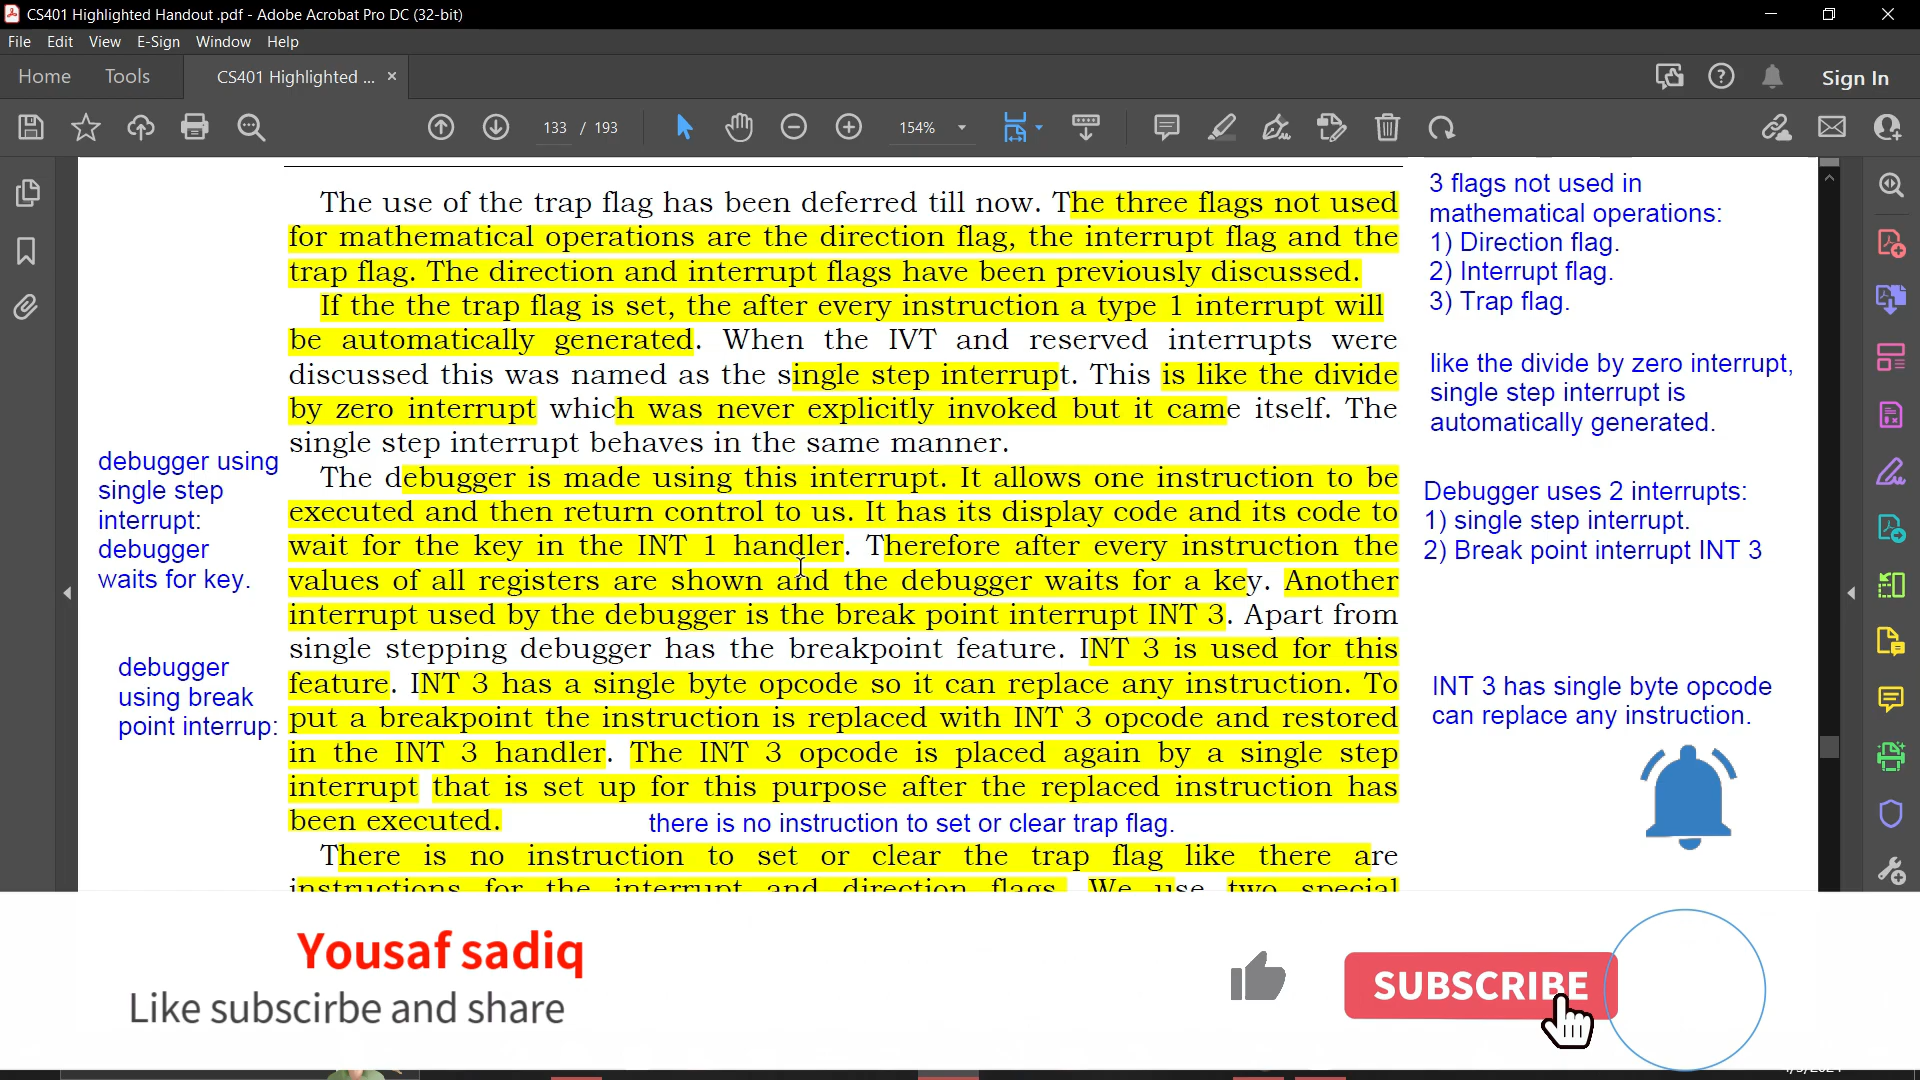 CS401 Highlighted Handout .pdf - Adobe Acrobat Pro DC (32-bit)
File Edit View E-Sign Window Help
Home Tools CS401 Highlighted ... × Sign In
133 / 193 154%
The use of the trap flag has been deferred till now. The three flags not used
for mathematical operations are the direction flag, the interrupt flag and the
trap flag. The direction and interrupt flags have been previously discussed.
If the the trap flag is set, the after every instruction a type 1 interrupt will
be automatically generated. When the IVT and reserved interrupts were
discussed this was named as the single step interrupt. This is like the divide
by zero interrupt which was never explicitly invoked but it came itself. The
single step interrupt behaves in the same manner.
The debugger is made using this interrupt. It allows one instruction to be
executed and then return control to us. It has its display code and its code to
wait for the key in the INT 1 handler. Therefore after every instruction the
values of all registers are shown and the debugger waits for a key. Another
interrupt used by the debugger is the break point interrupt INT 3. Apart from
single stepping debugger has the breakpoint feature. INT 3 is used for this
feature. INT 3 has a single byte opcode so it can replace any instruction. To
put a breakpoint the instruction is replaced with INT 3 opcode and restored
in the INT 3 handler. The INT 3 opcode is placed again by a single step
interrupt that is set up for this purpose after the replaced instruction has
been executed.
there is no instruction to set or clear trap flag.
There is no instruction to set or clear the trap flag like there are
instructions for the interrupt and direction flags. We use two special
debugger using
single step
interrupt:
debugger
waits for key.
debugger
using break
point interrup:
3 flags not used in
mathematical operations:
1) Direction flag.
2) Interrupt flag.
3) Trap flag.
like the divide by zero interrupt,
single step interrupt is
automatically generated.
Debugger uses 2 interrupts:
1) single step interrupt.
2) Break point interrupt INT 3
INT 3 has single byte opcode
can replace any instruction.
Yousaf sadiq
Like subscirbe and share
SUBSCRIBE